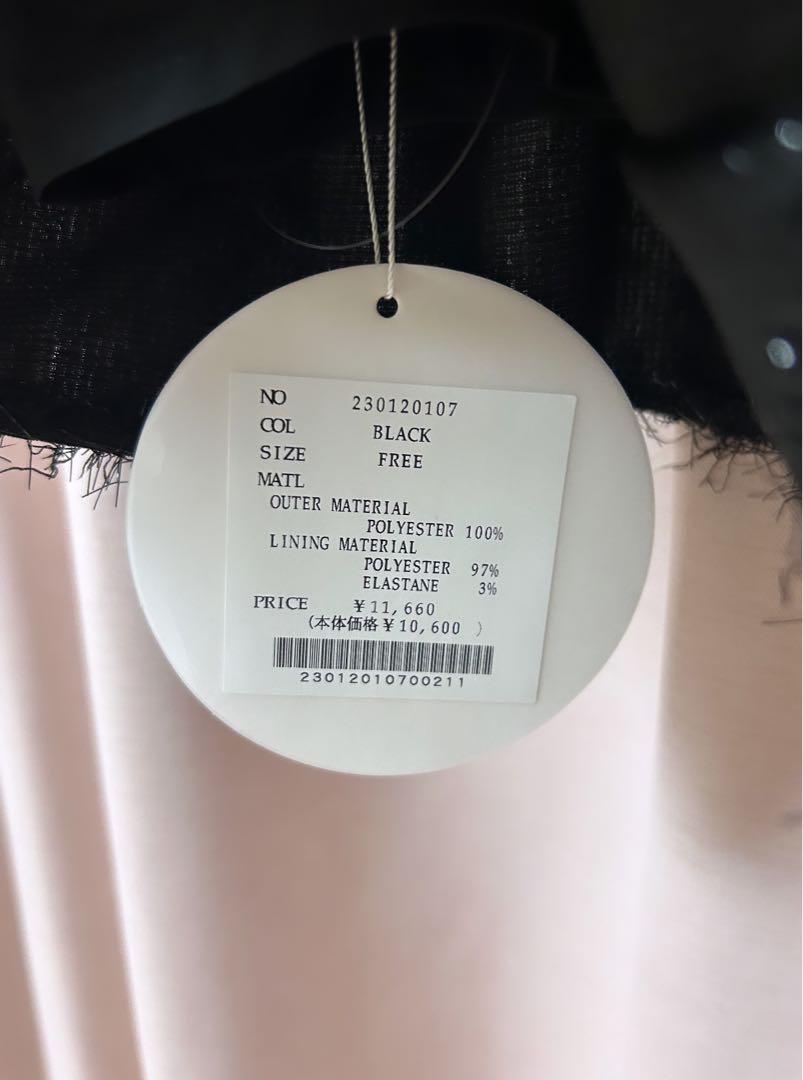 NO 230120107
COL BLACK
SIZE FREE
MATL
OUTER MATERIAL
POLYESTER 100%
LINING MATERIAL
POLYESTER 97%
ELASTANE 3%
PRICE ¥11,660
(本体価格¥10,600 )
23012010700211